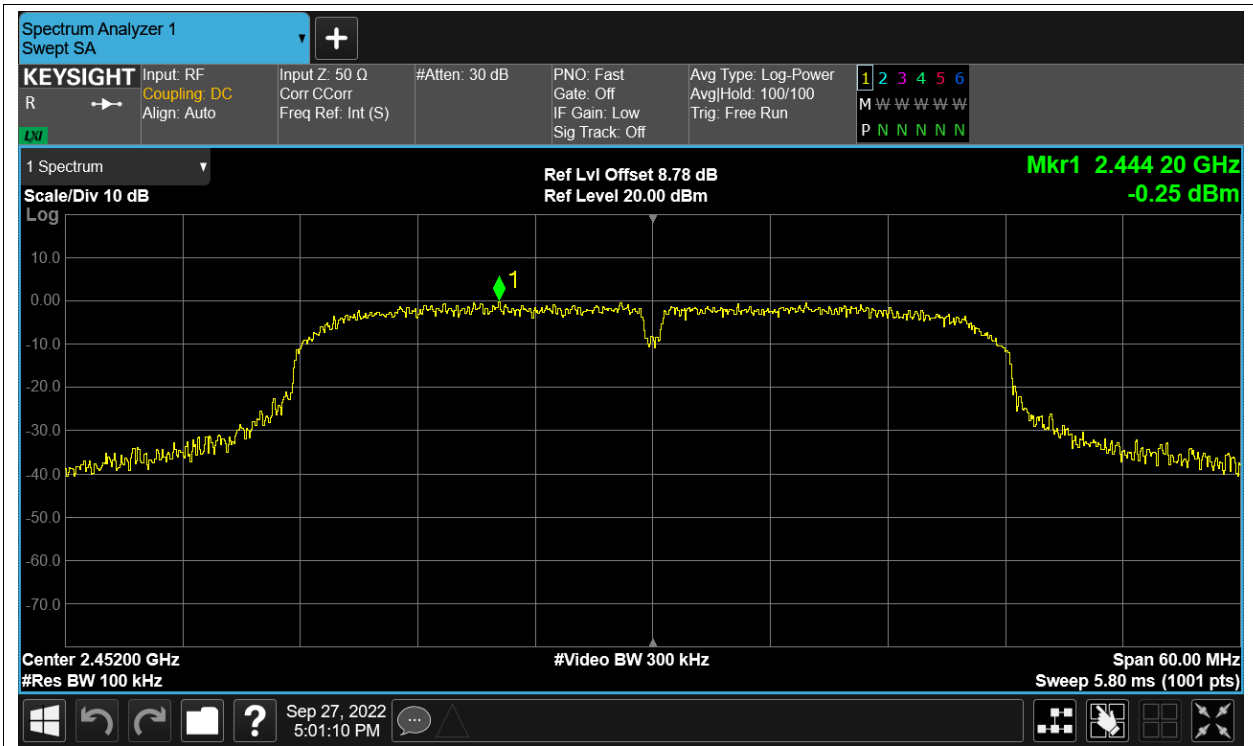 Spectrum Analyzer 1
Swept SA
KEYSIGHT
R
LXI
Input: RF
Coupling: DC
Align: Auto
Input Z: 50 Ω
Corr CCorr
Freq Ref: Int (S)
#Atten: 30 dB
PNO: Fast
Gate: Off
IF Gain: Low
Sig Track: Off
Avg Type: Log-Power
Avg|Hold: 100/100
Trig: Free Run
1 2 3 4 5 6
M W W W W W
P N N N N N
1 Spectrum
Scale/Div 10 dB
Log
Ref Lvl Offset 8.78 dB
Ref Level 20.00 dBm
Mkr1 2.444 20 GHz
-0.25 dBm
10.0
0.00
-10.0
-20.0
-30.0
-40.0
-50.0
-60.0
-70.0
1
Center 2.45200 GHz
#Res BW 100 kHz
#Video BW 300 kHz
Span 60.00 MHz
Sweep 5.80 ms (1001 pts)
?
Sep 27, 2022
5:01:10 PM